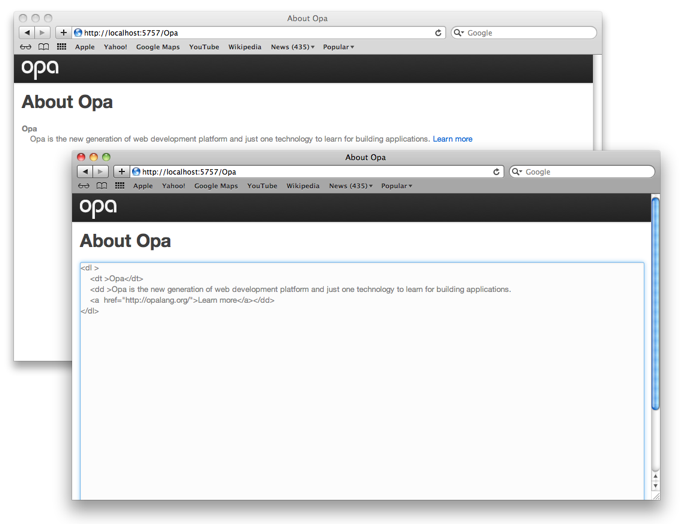 About Opa
http://localhost:5757/Opa
Google
Apple Yahoo! Google Maps YouTube Wikipedia News (435) Popular
opa
About Opa
Opa
Opa is the new generation of web development platform and just one technology to learn for building applications. Learn more
About Opa
http://localhost:5757/Opa
Google
Apple Yahoo! Google Maps YouTube Wikipedia News (435) Popular
opa
About Opa
<dl >
<dt >Opa</dt>
<dd >Opa is the new generation of web development platform and just one technology to learn for building applications.
<a  href="http://opalang.org/">Learn more</a></dd>
</dl>